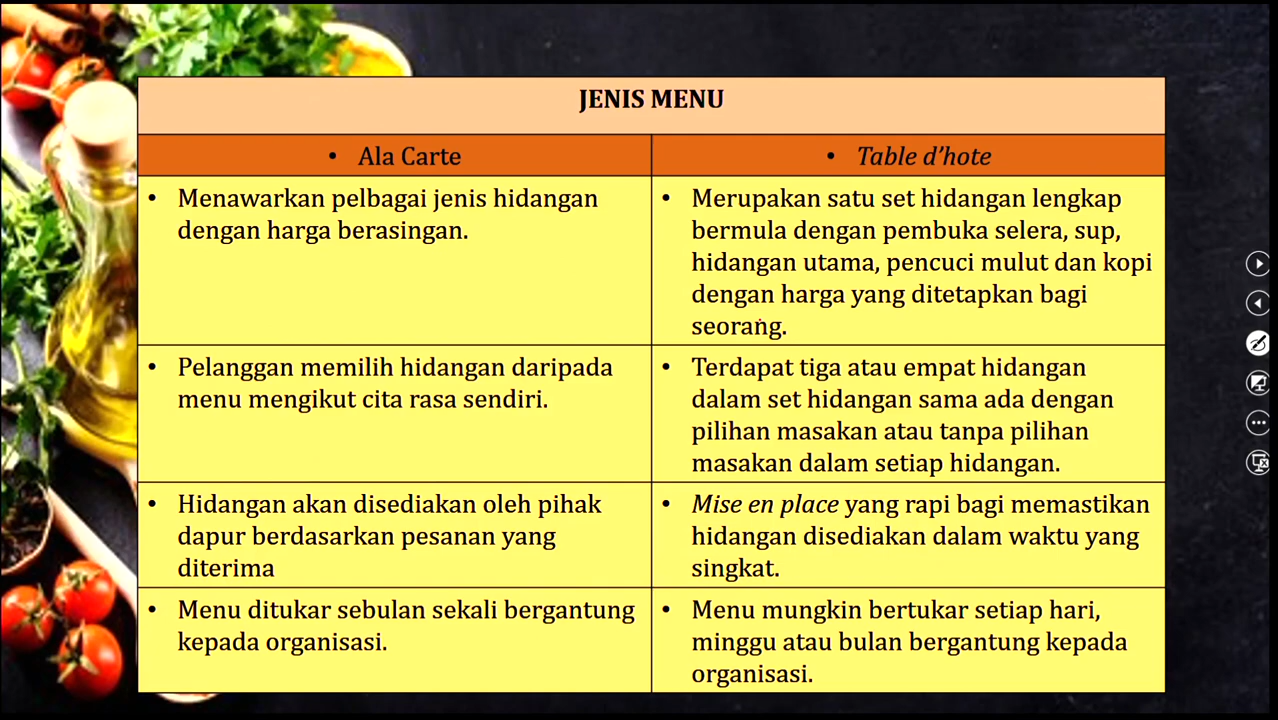 JENIS MENU
• Ala Carte
• Table d’hote
• Menawarkan pelbagai jenis hidangan
dengan harga berasingan.
• Merupakan satu set hidangan lengkap
bermula dengan pembuka selera, sup,
hidangan utama, pencuci mulut dan kopi
dengan harga yang ditetapkan bagi
seorang.
• Pelanggan memilih hidangan daripada
menu mengikut cita rasa sendiri.
• Terdapat tiga atau empat hidangan
dalam set hidangan sama ada dengan
pilihan masakan atau tanpa pilihan
masakan dalam setiap hidangan.
• Hidangan akan disediakan oleh pihak
dapur berdasarkan pesanan yang
diterima
• Mise en place yang rapi bagi memastikan
hidangan disediakan dalam waktu yang
singkat.
• Menu ditukar sebulan sekali bergantung
kepada organisasi.
• Menu mungkin bertukar setiap hari,
minggu atau bulan bergantung kepada
organisasi.